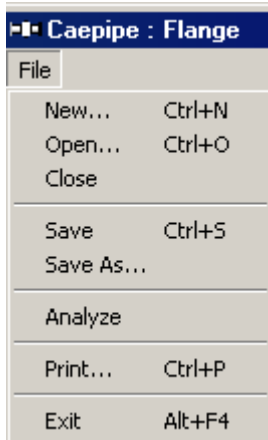 Caepipe : Flange
File
New... Ctrl+N
Open... Ctrl+O
Close
Save Ctrl+S
Save As...
Analyze
Print... Ctrl+P
Exit Alt+F4